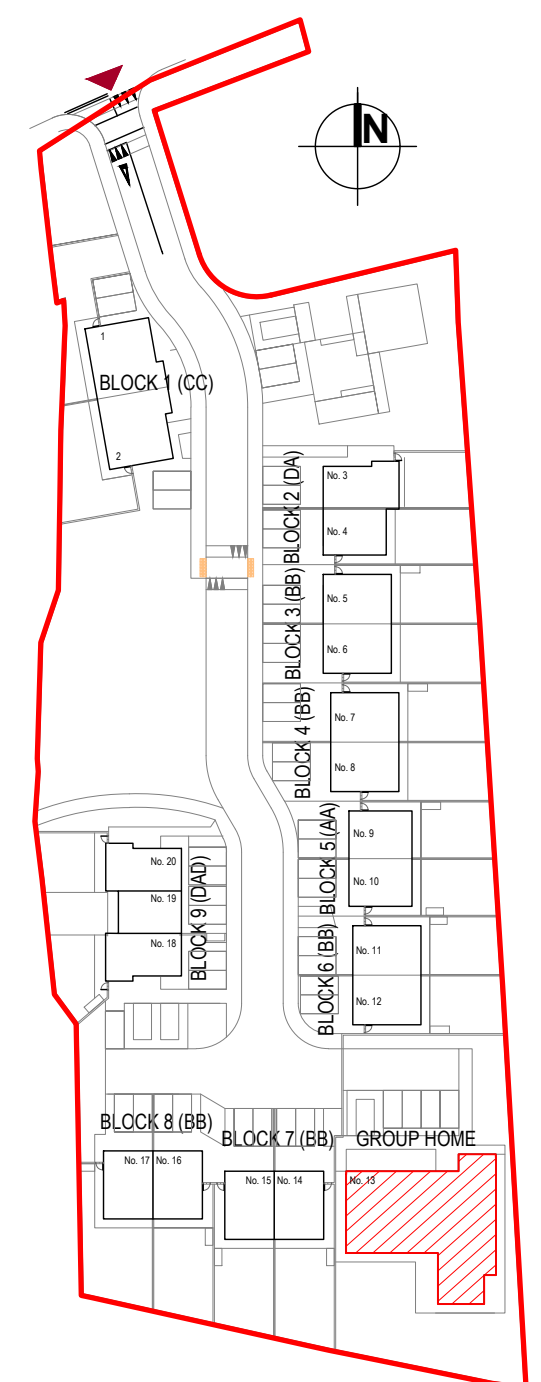 N
1
BLOCK 1 (CC)
2
BLOCK 2 (DA)
No. 3
No. 4
BLOCK 3 (BB)
No. 5
No. 6
BLOCK 4 (BB)
No. 7
No. 8
BLOCK 5 (AA)
No. 9
No. 10
BLOCK 6 (BB)
No. 11
No. 12
No. 20
No. 19
No. 18
BLOCK 9 (DAD)
BLOCK 8 (BB)
No. 17
No. 16
BLOCK 7 (BB)
No. 15
No. 14
GROUP HOME
No. 13